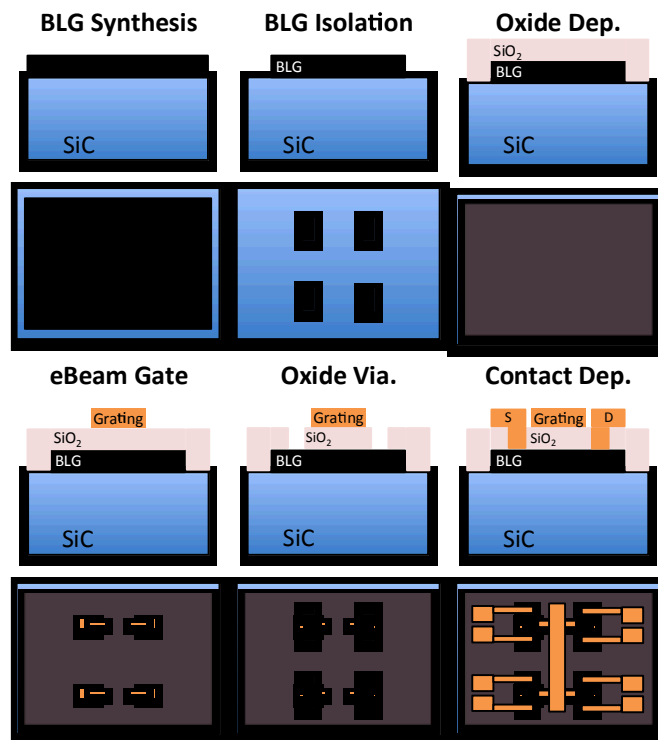 BLG Synthesis
BLG Isolation
Oxide Dep.
SiO2
BLG
BLG
SiC
SiC
SiC
eBeam Gate
Oxide Via.
Contact Dep.
Grating
Grating
S
Grating
D
SiO2
SiO2
SiO2
BLG
BLG
BLG
SiC
SiC
SiC